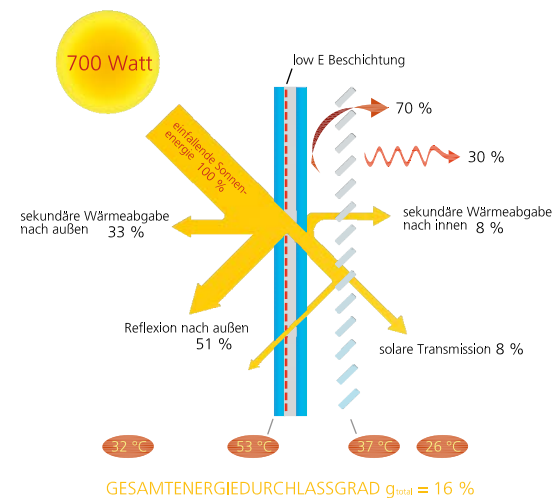 low E Beschichtung
700 Watt
70 %
einfallende Sonnen-
energie 100 %
30 %
sekundäre Wärmeabgabe
nach außen 33 %
sekundäre Wärmeabgabe
nach innen 8 %
Reflexion nach außen
51 %
solare Transmission 8 %
32 °C
53 °C
37 °C
26 °C
GESAMTENERGIEDURCHLASSGRAD gtotal = 16 %